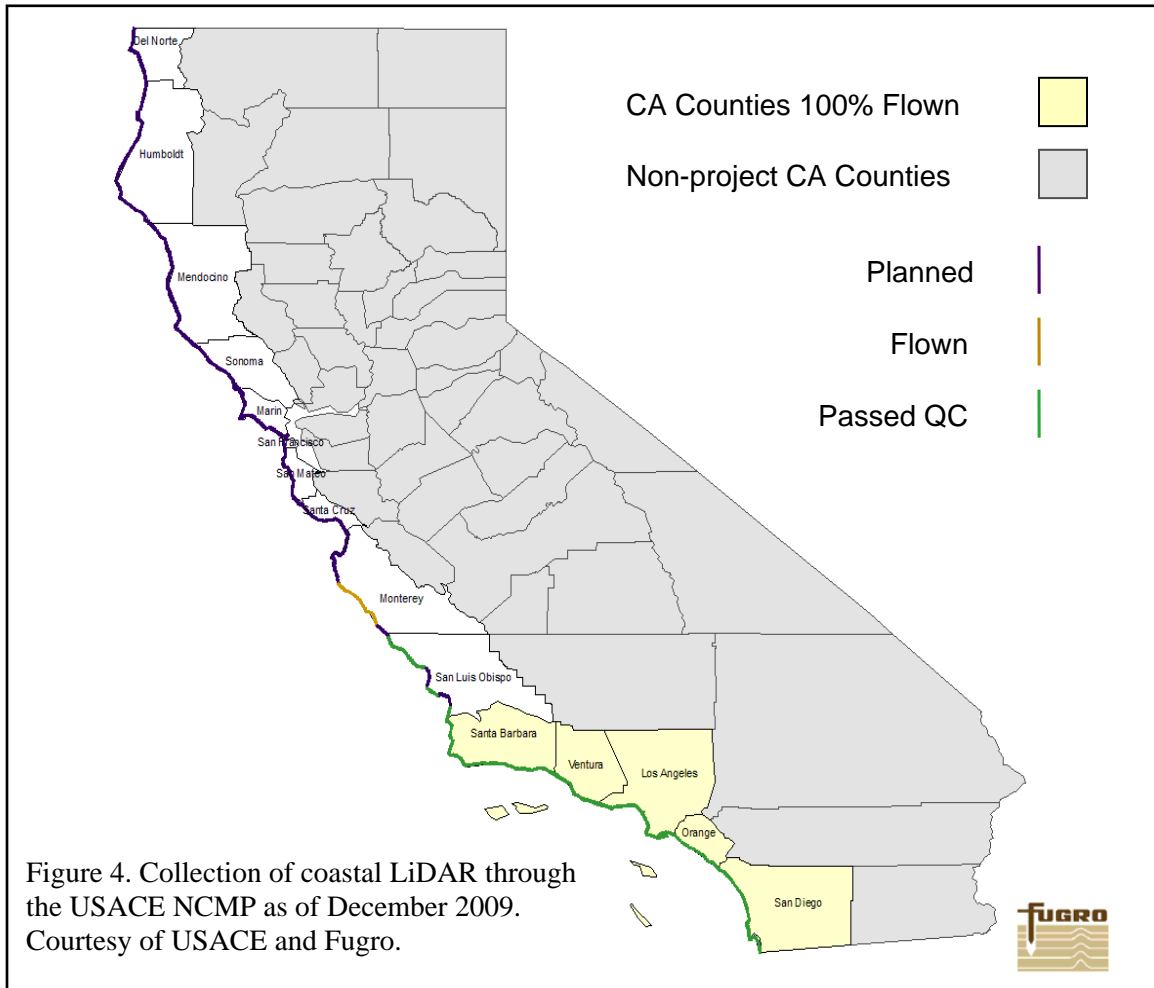 Del Norte
Humboldt
Mendocino
Sonoma
Marin
San Francisco
San Mateo
Santa Cruz
Monterey
San Luis Obispo
Santa Barbara
Ventura
Los Angeles
Orange
San Diego
CA Counties 100% Flown
Non-project CA Counties
Planned
Flown
Passed QC
Figure 4. Collection of coastal LiDAR through
the USACE NCMP as of December 2009.
Courtesy of USACE and Fugro.
FUGRO